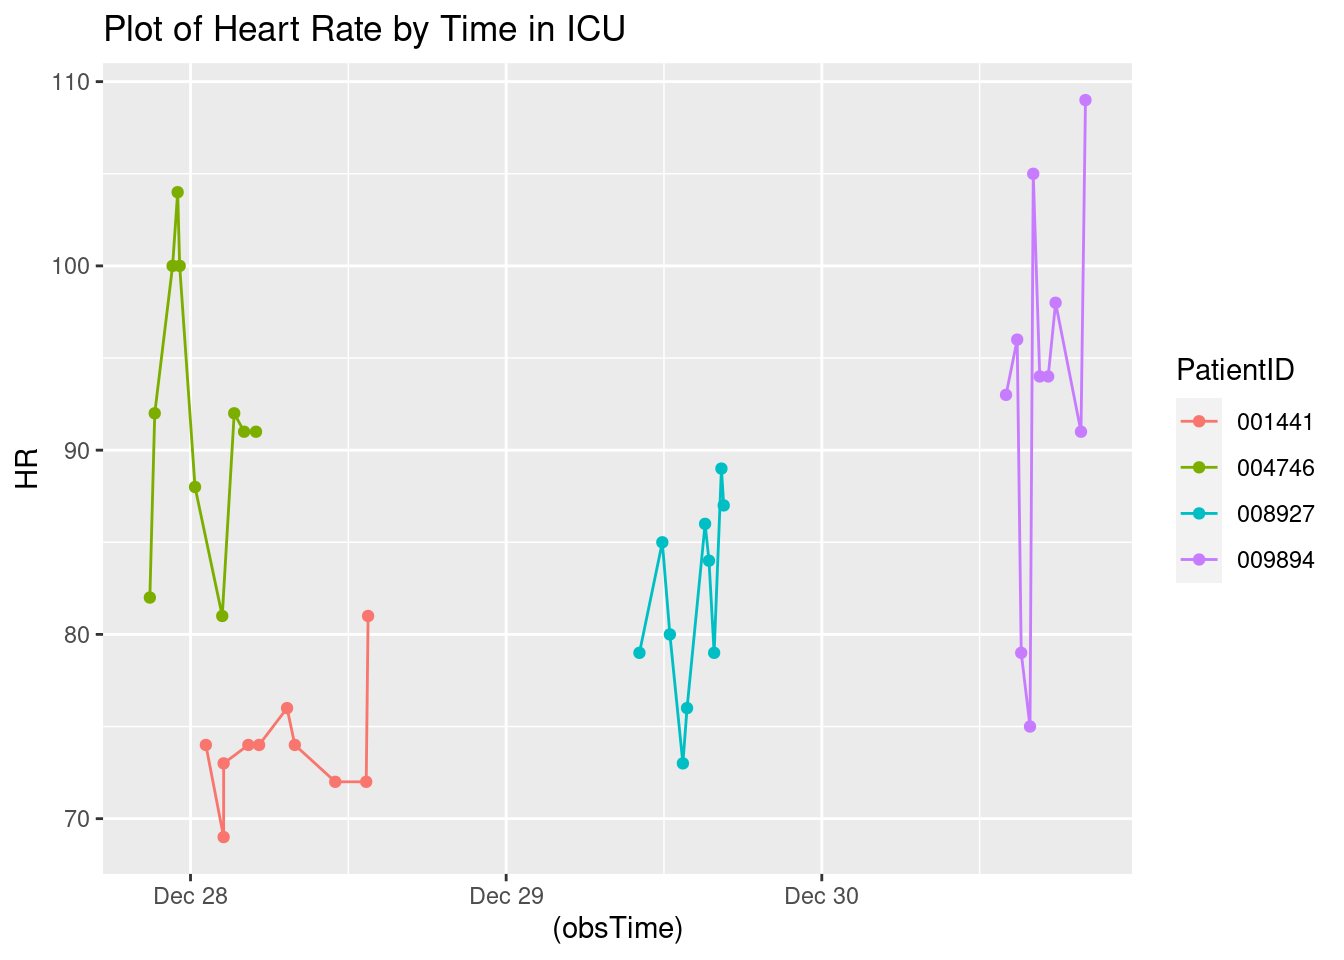 Plot of Heart Rate by Time in ICU
110
100
90
80
70
HR
Dec 28
Dec 29
Dec 30
(obsTime)
PatientID
001441
004746
008927
009894